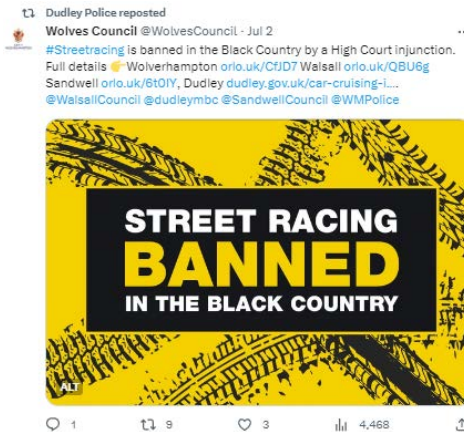 Dudley Police reposted
Wolves Council @WolvesCouncil · Jul 2
#Streetracing is banned in the Black Country by a High Court injunction.
Full details 👉Wolverhampton orlo.uk/CfJD7 Walsall orlo.uk/QBU6g
Sandwell orlo.uk/6t0IY, Dudley dudley.gov.uk/car-cruising-i....
@WalsallCouncil @dudleymbc @SandwellCouncil @WMPolice
STREET RACING
BANNED
IN THE BLACK COUNTRY
ALT
1 9 3 4,468